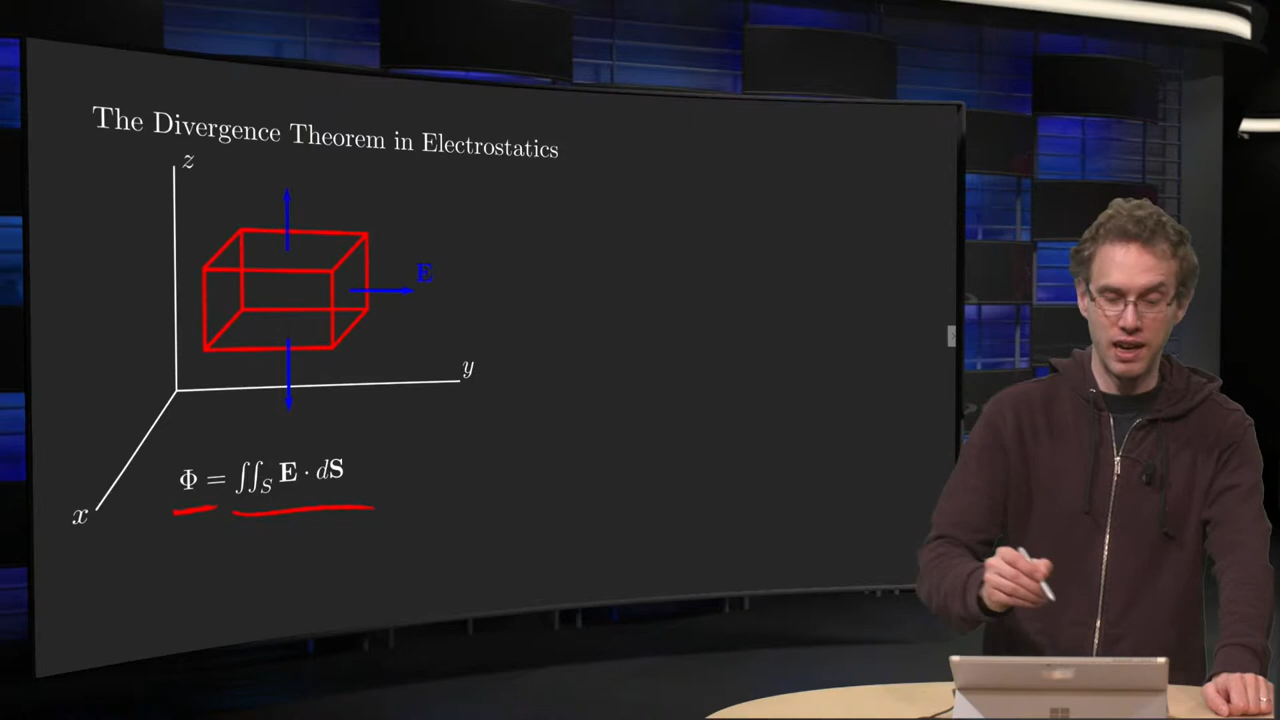 The Divergence Theorem in Electrostatics
z
E
y
Φ = ∬_S E · dS
x